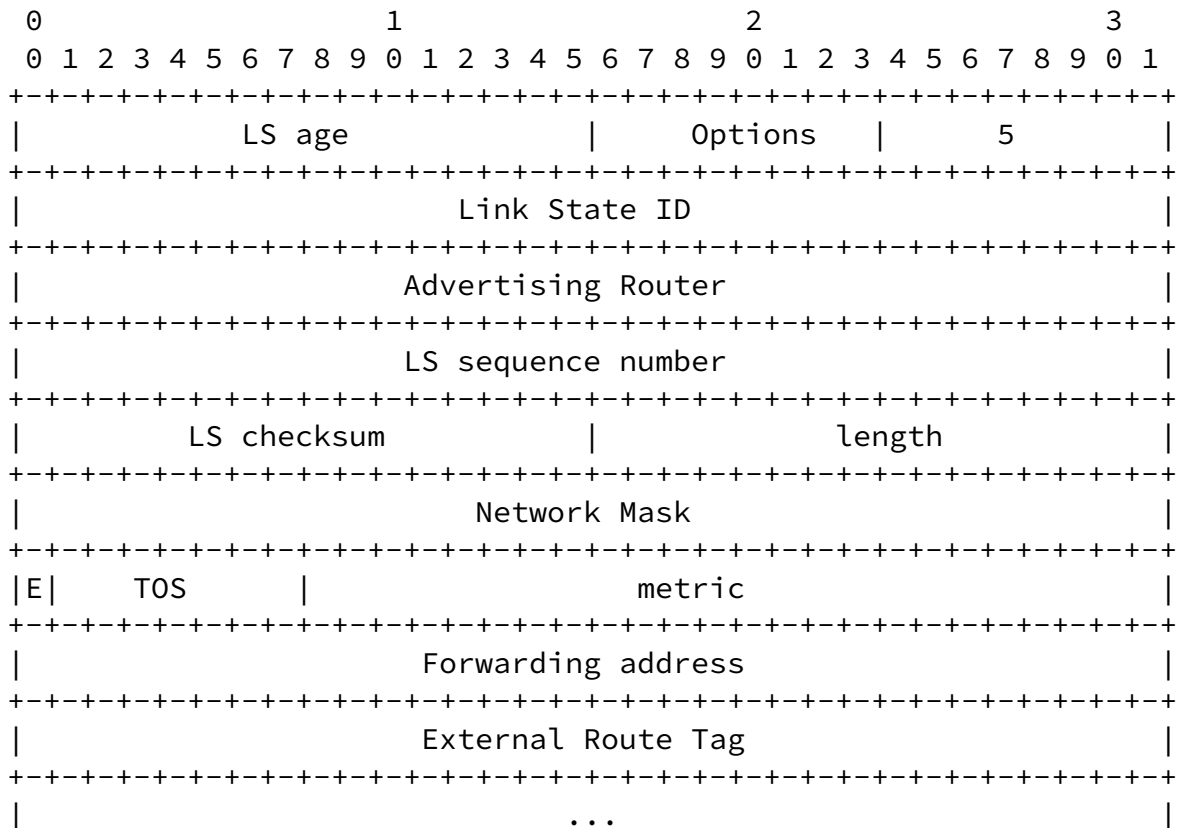 0                   1                   2                   3
 0 1 2 3 4 5 6 7 8 9 0 1 2 3 4 5 6 7 8 9 0 1 2 3 4 5 6 7 8 9 0 1
+-+-+-+-+-+-+-+-+-+-+-+-+-+-+-+-+-+-+-+-+-+-+-+-+-+-+-+-+-+-+-+-+
|            LS age             |     Options   |      5        |
+-+-+-+-+-+-+-+-+-+-+-+-+-+-+-+-+-+-+-+-+-+-+-+-+-+-+-+-+-+-+-+-+
|                        Link State ID                          |
+-+-+-+-+-+-+-+-+-+-+-+-+-+-+-+-+-+-+-+-+-+-+-+-+-+-+-+-+-+-+-+-+
|                     Advertising Router                        |
+-+-+-+-+-+-+-+-+-+-+-+-+-+-+-+-+-+-+-+-+-+-+-+-+-+-+-+-+-+-+-+-+
|                     LS sequence number                        |
+-+-+-+-+-+-+-+-+-+-+-+-+-+-+-+-+-+-+-+-+-+-+-+-+-+-+-+-+-+-+-+-+
|         LS checksum           |             length            |
+-+-+-+-+-+-+-+-+-+-+-+-+-+-+-+-+-+-+-+-+-+-+-+-+-+-+-+-+-+-+-+-+
|                         Network Mask                          |
+-+-+-+-+-+-+-+-+-+-+-+-+-+-+-+-+-+-+-+-+-+-+-+-+-+-+-+-+-+-+-+-+
|E|    TOS      |                  metric                       |
+-+-+-+-+-+-+-+-+-+-+-+-+-+-+-+-+-+-+-+-+-+-+-+-+-+-+-+-+-+-+-+-+
|                      Forwarding address                       |
+-+-+-+-+-+-+-+-+-+-+-+-+-+-+-+-+-+-+-+-+-+-+-+-+-+-+-+-+-+-+-+-+
|                      External Route Tag                       |
+-+-+-+-+-+-+-+-+-+-+-+-+-+-+-+-+-+-+-+-+-+-+-+-+-+-+-+-+-+-+-+-+
|                              ...                              |